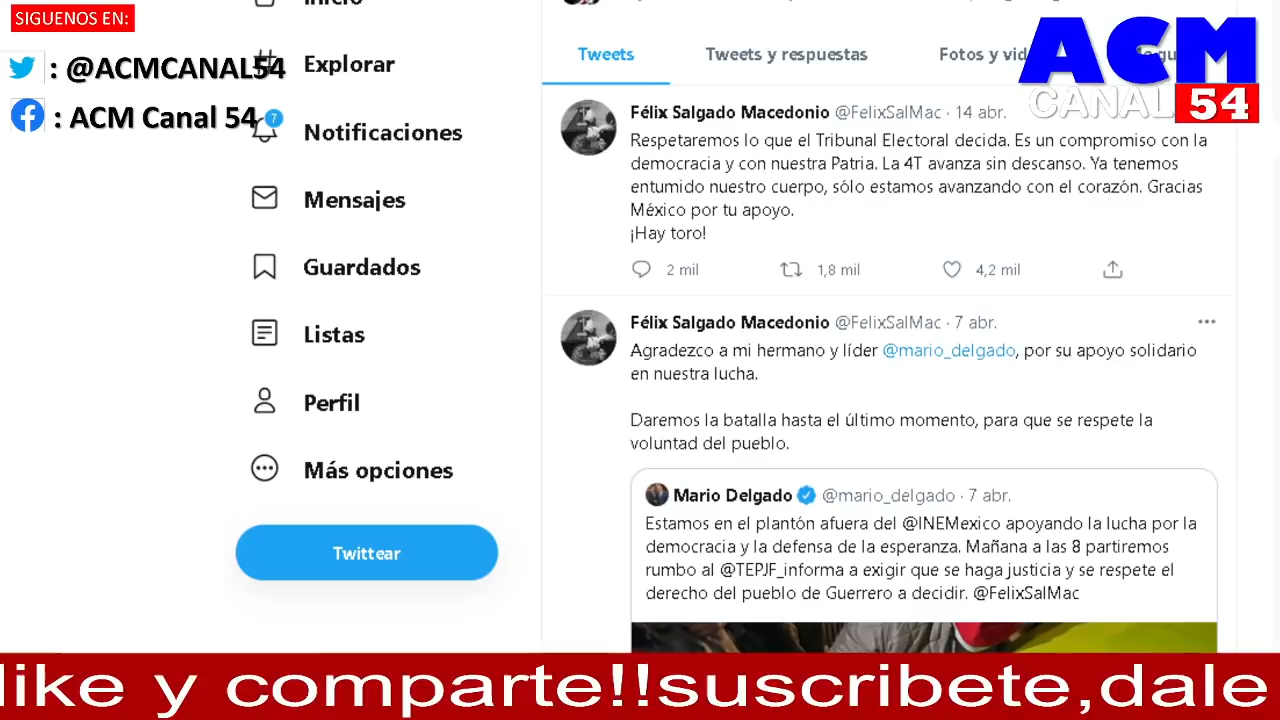 SIGUENOS EN:
: @ACMCANAL54
: ACM Canal 54
Inicio
Explorar
7
Notificaciones
Mensajes
Guardados
Listas
Perfil
Más opciones
Twittear
Tweets
Tweets y respuestas
Fotos y vid
ACM
CANAL 54
Félix Salgado Macedonio @FelixSalMac · 14 abr.
Respetaremos lo que el Tribunal Electoral decida. Es un compromiso con la
democracia y con nuestra Patria. La 4T avanza sin descanso. Ya tenemos
entumido nuestro cuerpo, sólo estamos avanzando con el corazón. Gracias
México por tu apoyo.
¡Hay toro!
2 mil
1,8 mil
4,2 mil
Félix Salgado Macedonio @FelixSalMac · 7 abr.
Agradezco a mi hermano y líder @mario_delgado, por su apoyo solidario
en nuestra lucha.
Daremos la batalla hasta el último momento, para que se respete la
voluntad del pueblo.
Mario Delgado @mario_delgado · 7 abr.
Estamos en el plantón afuera del @INEMexico apoyando la lucha por la
democracia y la defensa de la esperanza. Mañana a las 8 partiremos
rumbo al @TEPJF_informa a exigir que se haga justicia y se respete el
derecho del pueblo de Guerrero a decidir. @FelixSalMac
like y comparte!!suscribete,dale